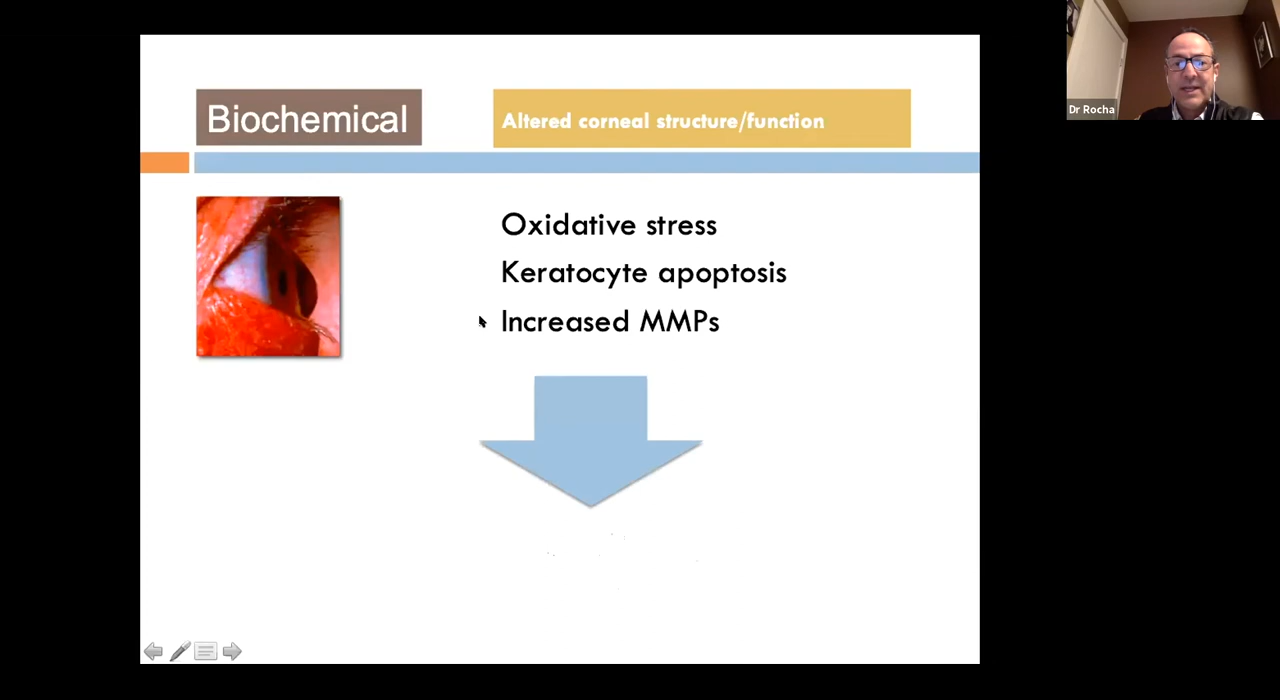 Biochemical
Altered corneal structure/function
Oxidative stress
Keratocyte apoptosis
Increased MMPs
Dr Rocha